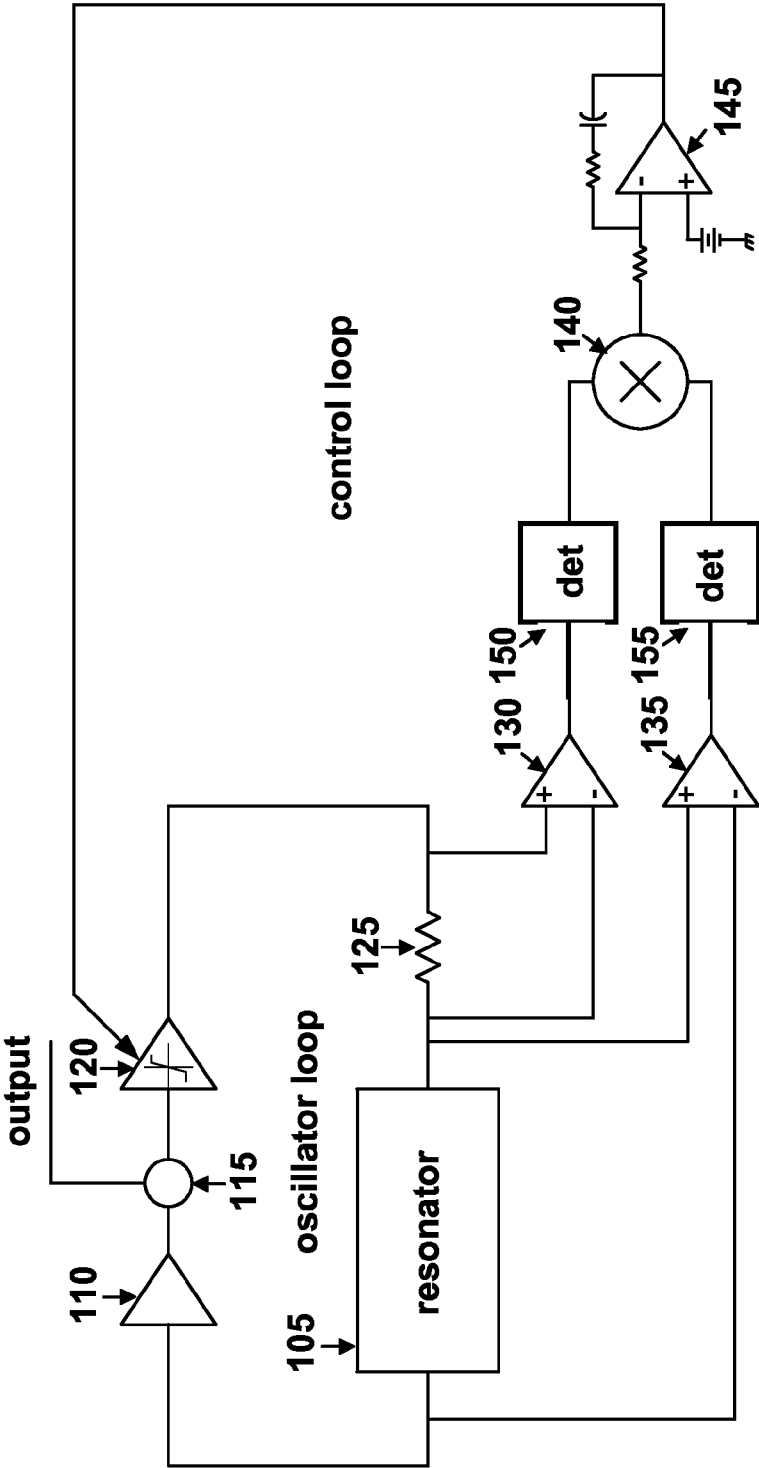 output
110
115
120
oscillator loop
105
resonator
125
control loop
130
+
-
150
det
135
+
-
155
det
140
145
-
+